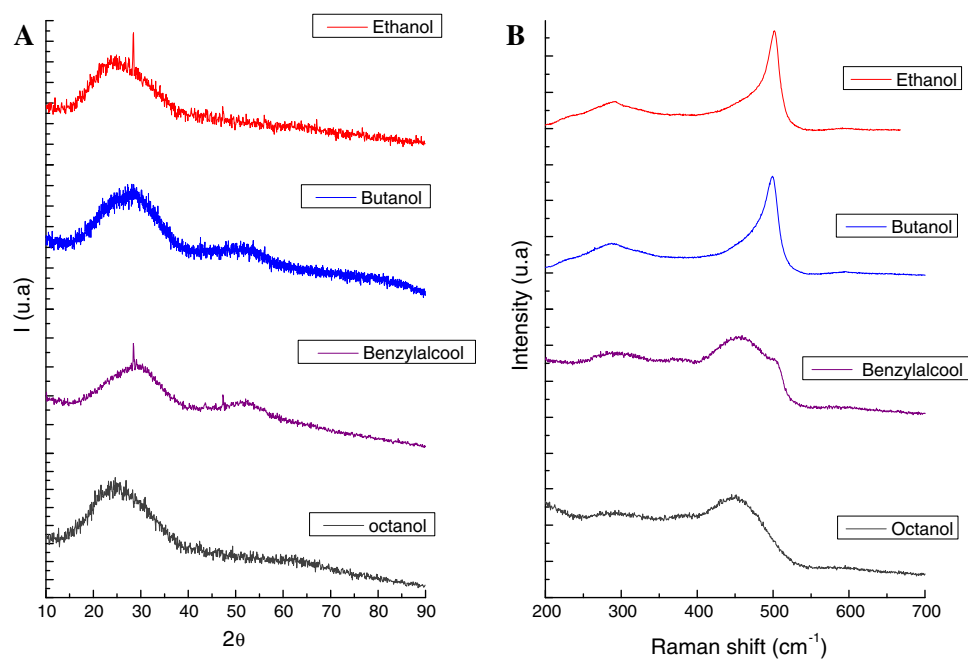 A
Ethanol
Butanol
Benzylalcool
octanol
I (u.a)
10 20 30 40 50 60 70 80 90
2θ
B
Ethanol
Butanol
Benzylalcool
Octanol
Intensity (u.a)
200 300 400 500 600 700
Raman shift (cm⁻¹)